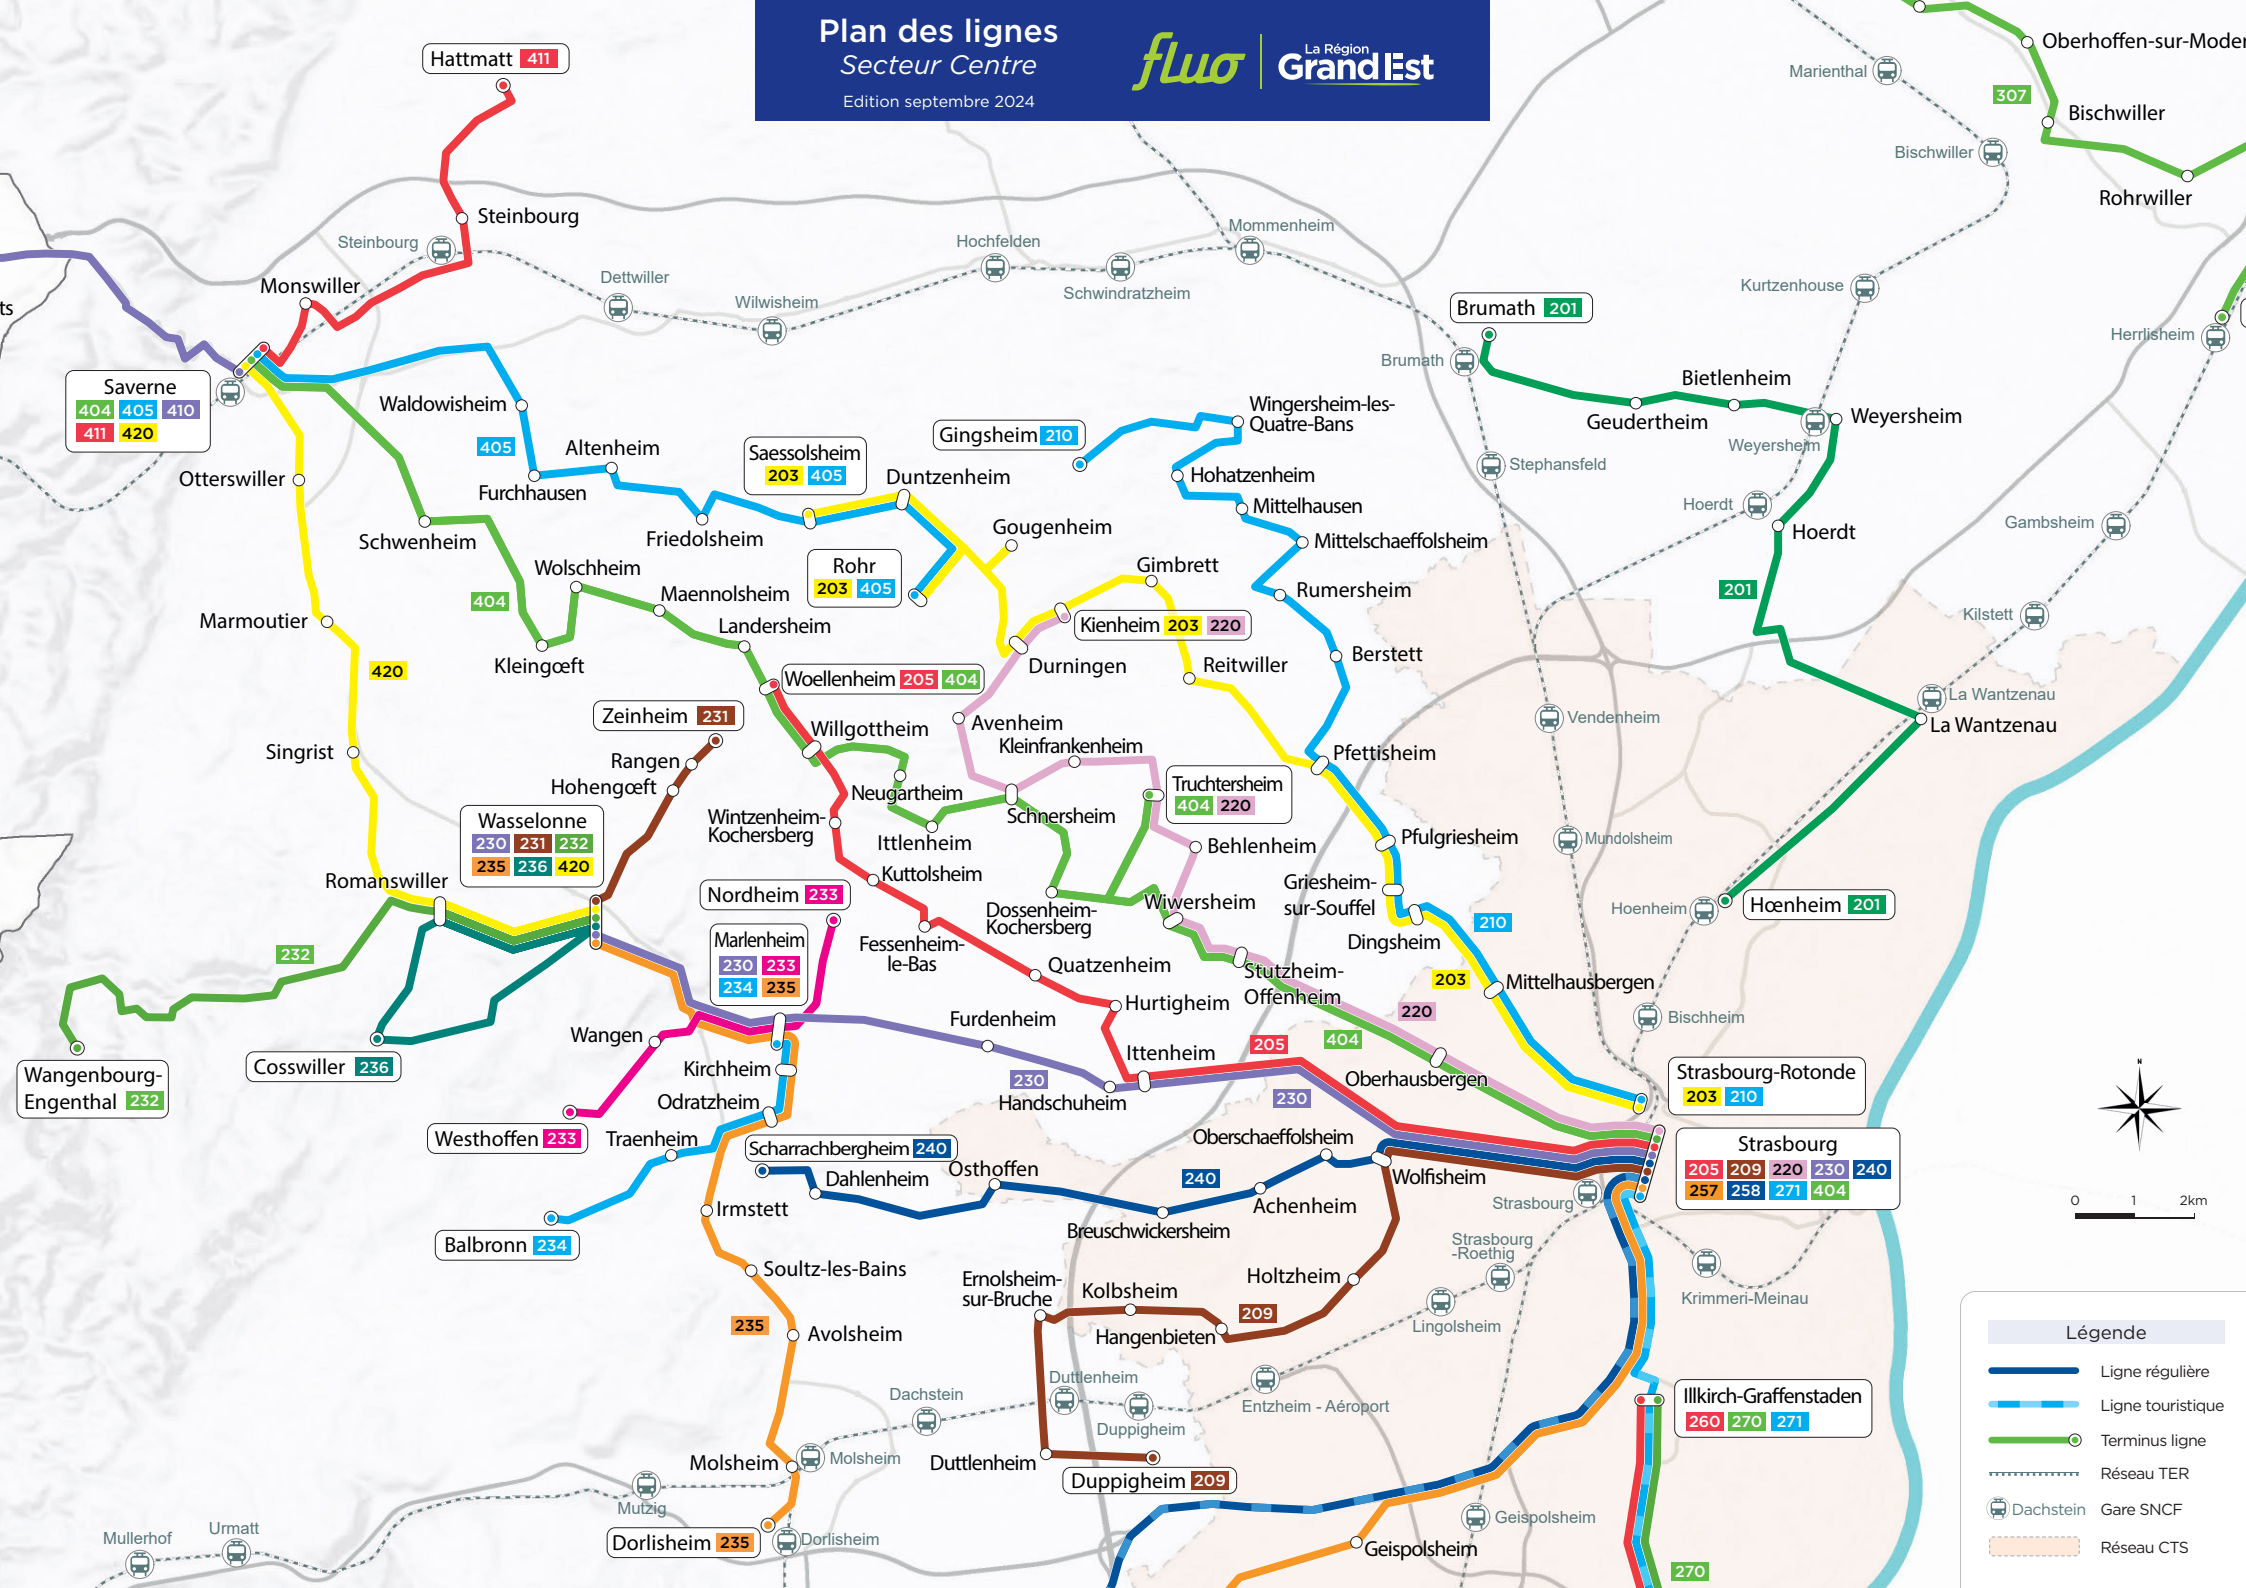 Plan des lignes
Secteur Centre
Edition septembre 2024
fluo
La Région
Grand Est
Hattmatt 411
Steinbourg
Steinbourg
Monswiller
Dettwiller
Wilwisheim
Hochfelden
Schwindratzheim
Mommenheim
Marienthal
Oberhoffen-sur-Moder
307
Bischwiller
Bischwiller
Rohrwiller
Kurtzenhouse
Herrlisheim
ts
Brumath 201
Brumath
Bietlenheim
Geudertheim
Weyersheim
Weyersheim
Stephansfeld
Hoerdt
Hoerdt
Gambsheim
201
Kilstett
La Wantzenau
La Wantzenau
Vendenheim
Mundolsheim
Hoenheim
Hœnheim 201
Bischheim
Saverne
404 405 410
411 420
Waldowisheim
405
Altenheim
Furchhausen
Friedolsheim
Saessolsheim
203 405
Duntzenheim
Gingsheim 210
Wingersheim-les-
Quatre-Bans
Hohatzenheim
Mittelhausen
Mittelschaeffolsheim
Rumersheim
Berstett
Otterswiller
Schwenheim
Gougenheim
Rohr
203 405
Gimbrett
Wolschheim
Maennolsheim
404
Landersheim
Kienheim 203 220
Marmoutier
Kleingœft
Durningen
Reitwiller
420
Woellenheim 205 404
Zeinheim 231
Willgottheim
Avenheim
Kleinfrankenheim
Pfettisheim
Singrist
Rangen
Hohengœft
Neugartheim
Truchtersheim
404 220
Wasselonne
230 231 232
235 236 420
Wintzenheim-
Kochersberg
Schnersheim
Ittlenheim
Behlenheim
Pfulgriesheim
Romanswiller
Kuttolsheim
Nordheim 233
Griesheim-
sur-Souffel
Dossenheim-
Kochersberg
Wiwersheim
210
Dingsheim
232
Marlenheim
230 233
234 235
Fessenheim-
le-Bas
Quatzenheim
Stutzheim-
Offenheim
203
Mittelhausbergen
Hurtigheim
220
Wangen
Furdenheim
404
205
Ittenheim
Cosswiller 236
Wangenbourg-
Engenthal 232
Kirchheim
230
Handschuheim
230
Oberhausbergen
Strasbourg-Rotonde
203 210
Odratzheim
Westhoffen 233
Traenheim
Scharrachbergheim 240
Dahlenheim
Osthoffen
Oberschaeffolsheim
240
Wolfisheim
Strasbourg
205 209 220 230 240
257 258 271 404
Irmstett
Achenheim
Breuschwickersheim
Strasbourg
Balbronn 234
Strasbourg
-Roethig
Soultz-les-Bains
Ernolsheim-
sur-Bruche
Kolbsheim
Holtzheim
Krimmeri-Meinau
235
Avolsheim
Hangenbieten
209
Lingolsheim
Duttlenheim
Dachstein
Duppigheim
Entzheim - Aéroport
Illkirch-Graffenstaden
260 270 271
Molsheim
Molsheim
Duttlenheim
Duppigheim 209
Mutzig
Geispolsheim
Geispolsheim
Dorlisheim 235
Dorlisheim
Mullerhof
Urmatt
270
N
0 1 2km
Légende
Ligne régulière
Ligne touristique
Terminus ligne
Réseau TER
Dachstein Gare SNCF
Réseau CTS